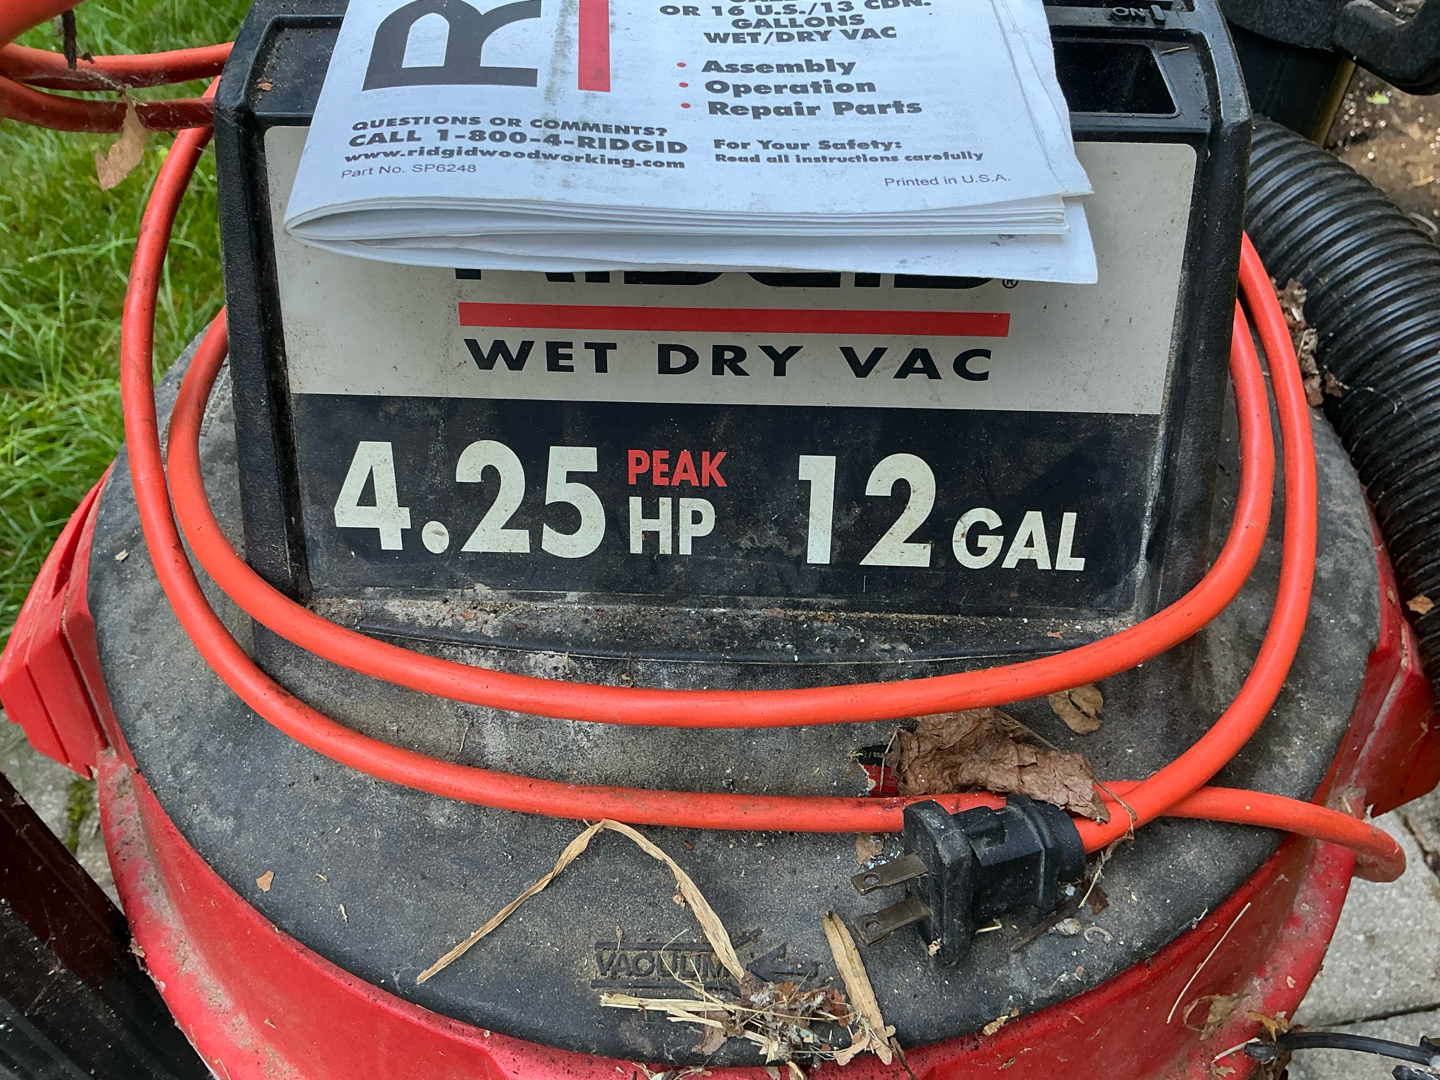 OR 16 U.S./13 CDN.
GALLONS
WET/DRY VAC
• Assembly
• Operation
• Repair Parts
QUESTIONS OR COMMENTS?
CALL 1-800-4-RIDGID
www.ridgidwoodworking.com
Part No. SP6248
For Your Safety:
Read all instructions carefully
Printed in U.S.A.
ON
RIDGID®
WET DRY VAC
4.25 PEAK HP 12 GAL
VACUUM